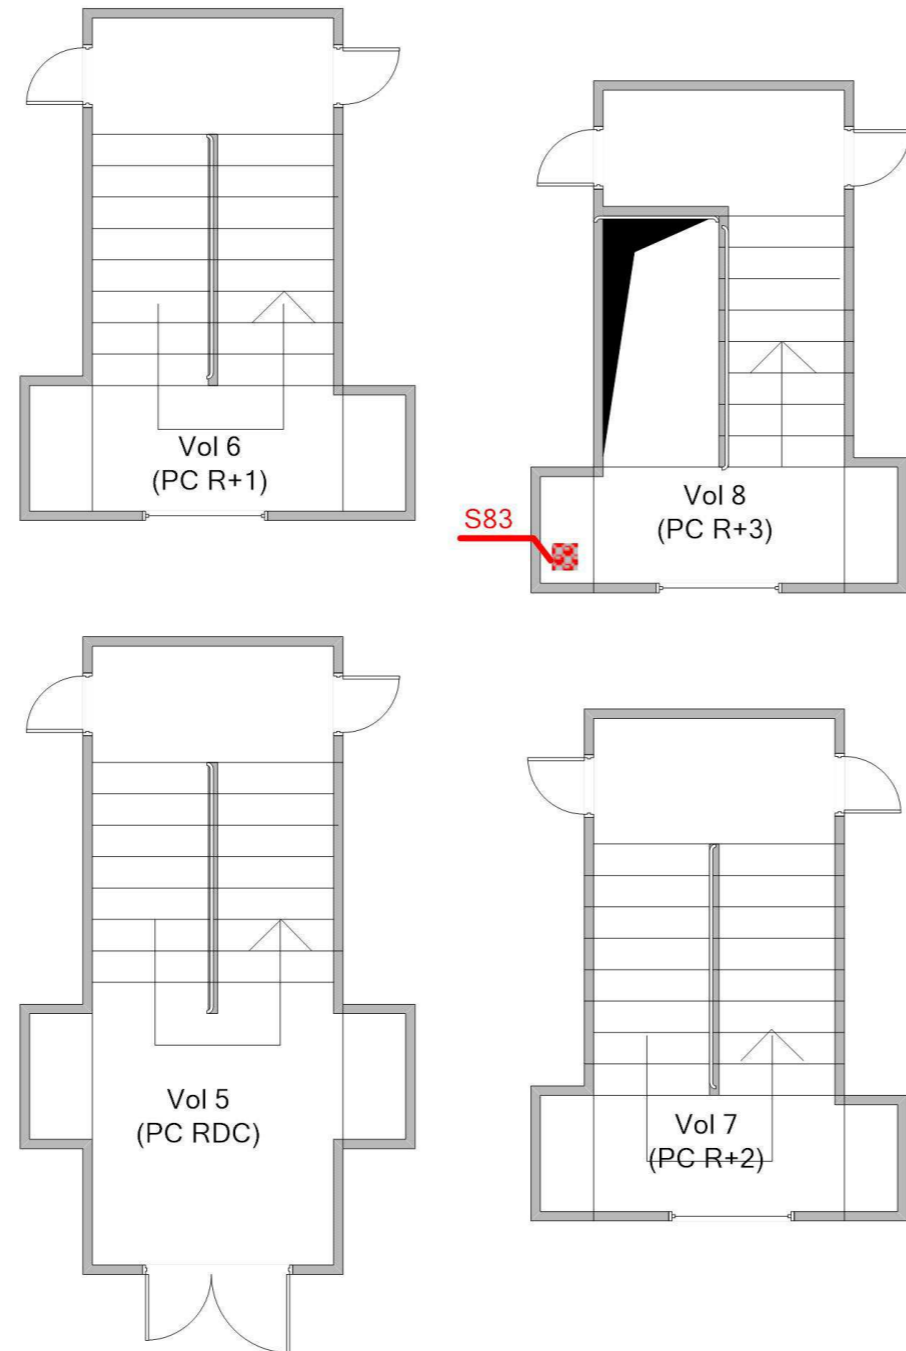 Vol 6
(PC R+1)
Vol 8
(PC R+3)
S83
Vol 5
(PC RDC)
Vol 7
(PC R+2)